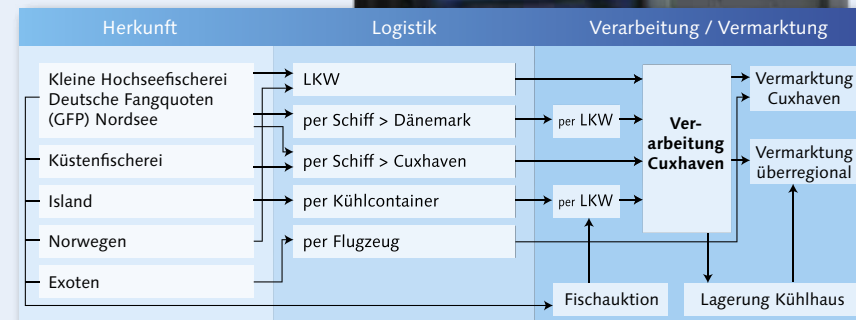 Herkunft
Logistik
Verarbeitung / Vermarktung
Kleine Hochseefischerei
Deutsche Fangquoten
(GFP) Nordsee
Küstenfischerei
Island
Norwegen
Exoten
LKW
per Schiff > Dänemark
per Schiff > Cuxhaven
per Kühlcontainer
per Flugzeug
per LKW
per LKW
Fischauktion
Ver-
arbeitung
Cuxhaven
Vermarktung
Cuxhaven
Vermarktung
überregional
Lagerung Kühlhaus